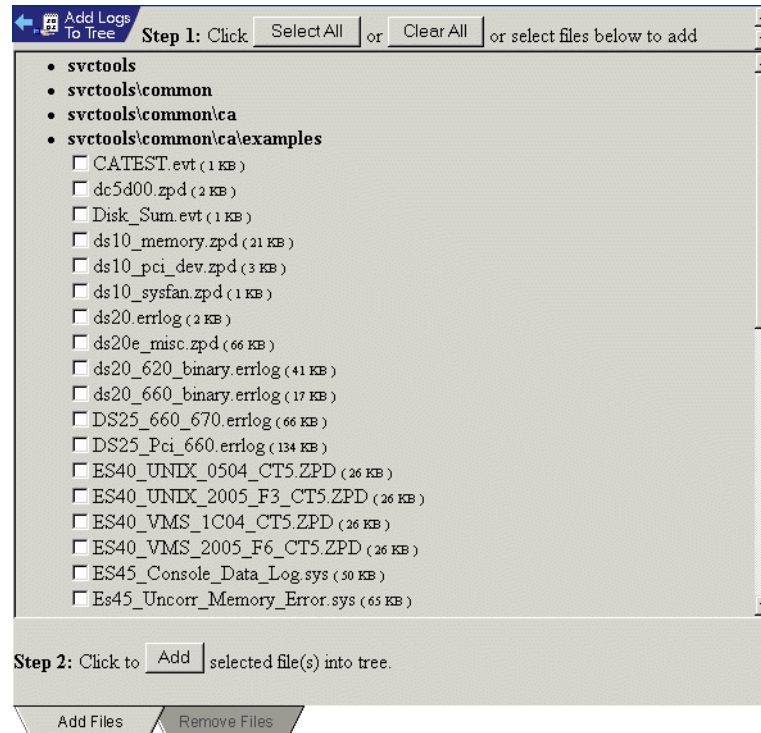 Add Logs
To Tree
Step 1: Click Select All or Clear All or select files below to add
• svctools
• svctools\common
• svctools\common\ca
• svctools\common\ca\examples
CATEST.evt ( 1 KB )
dc5d00.zpd ( 2 KB )
Disk_Sum.evt ( 1 KB )
ds10_memory.zpd ( 21 KB )
ds10_pci_dev.zpd ( 3 KB )
ds10_sysfan.zpd ( 1 KB )
ds20.errlog ( 2 KB )
ds20e_misc.zpd ( 66 KB )
ds20_620_binary.errlog ( 41 KB )
ds20_660_binary.errlog ( 17 KB )
DS25_660_670.errlog ( 66 KB )
DS25_Pci_660.errlog ( 134 KB )
ES40_UNIX_0504_CT5.ZPD ( 26 KB )
ES40_UNIX_2005_F3_CT5.ZPD ( 26 KB )
ES40_VMS_1C04_CT5.ZPD ( 26 KB )
ES40_VMS_2005_F6_CT5.ZPD ( 26 KB )
ES45_Console_Data_Log.sys ( 50 KB )
Es45_Uncorr_Memory_Error.sys ( 65 KB )
Step 2: Click to Add selected file(s) into tree.
Add Files Remove Files